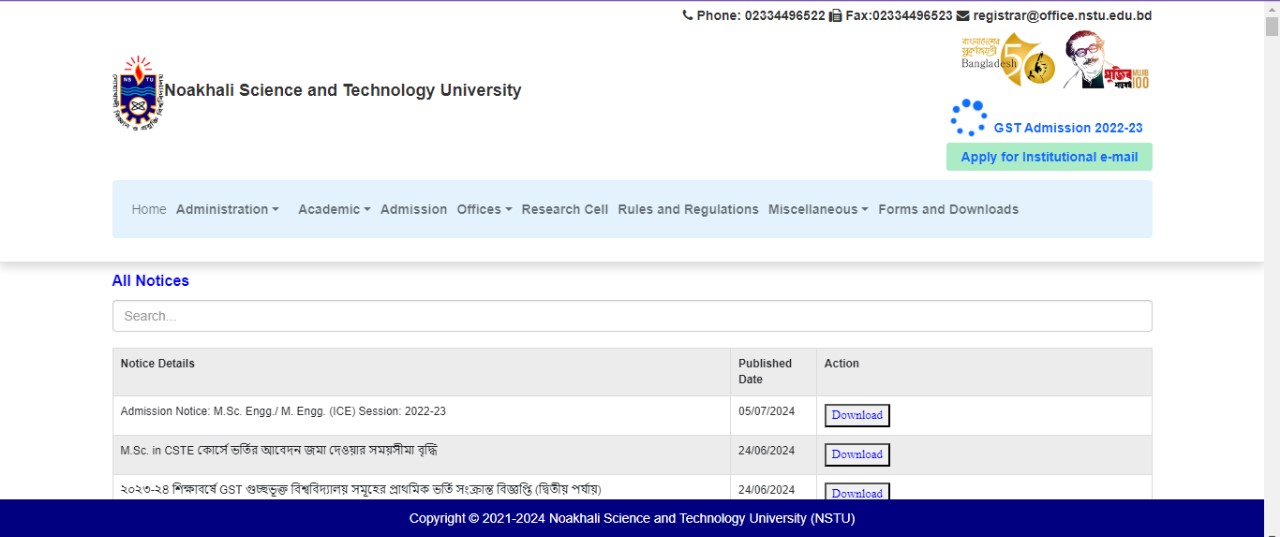 Phone: 02334496522 Fax:02334496523 registrar@office.nstu.edu.bd
বাংলাদেশের
সুবর্ণজয়ন্তী 50
Bangladesh
মুজিব MUJIB
শতবর্ষ 100
NS TU
Noakhali Science and Technology University
GST Admission 2022-23
Apply for Institutional e-mail
Home Administration Academic Admission Offices Research Cell Rules and Regulations Miscellaneous Forms and Downloads
All Notices
Search...
Notice Details Published Date Action
Admission Notice: M.Sc. Engg./ M. Engg. (ICE) Session: 2022-23 05/07/2024 Download
M.Sc. in CSTE কোর্সে ভর্তির আবেদন জমা দেওয়ার সময়সীমা বৃদ্ধি 24/06/2024 Download
২০২৩-২৪ শিক্ষাবর্ষে GST গুচ্ছভূক্ত বিশ্ববিদ্যালয় সমূহের প্রাথমিক ভর্তি সংক্রান্ত বিজ্ঞপ্তি (দ্বিতীয় পর্যায়) 24/06/2024 Download
Copyright © 2021-2024 Noakhali Science and Technology University (NSTU)